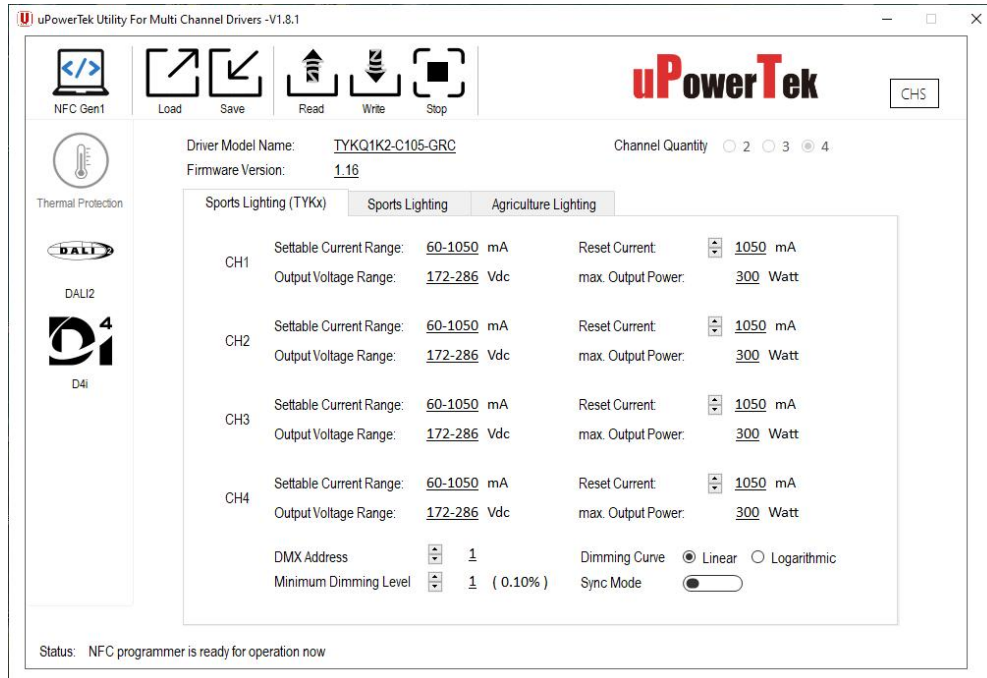 uPowerTek Utility For Multi Channel Drivers -V1.8.1
NFC Gen1 Load Save Read Write Stop
uPowerTek
CHS
Driver Model Name: TYKQ1K2-C105-GRC Channel Quantity 2 3 4
Firmware Version: 1.16
Thermal Protection
DALI2
DALI2
D4i
D4i
Sports Lighting (TYKx) Sports Lighting Agriculture Lighting
CH1
Settable Current Range: 60-1050 mA Reset Current: 1050 mA
Output Voltage Range: 172-286 Vdc max. Output Power: 300 Watt
CH2
Settable Current Range: 60-1050 mA Reset Current: 1050 mA
Output Voltage Range: 172-286 Vdc max. Output Power: 300 Watt
CH3
Settable Current Range: 60-1050 mA Reset Current: 1050 mA
Output Voltage Range: 172-286 Vdc max. Output Power: 300 Watt
CH4
Settable Current Range: 60-1050 mA Reset Current: 1050 mA
Output Voltage Range: 172-286 Vdc max. Output Power: 300 Watt
DMX Address 1 Dimming Curve Linear Logarithmic
Minimum Dimming Level 1 ( 0.10% ) Sync Mode
Status: NFC programmer is ready for operation now